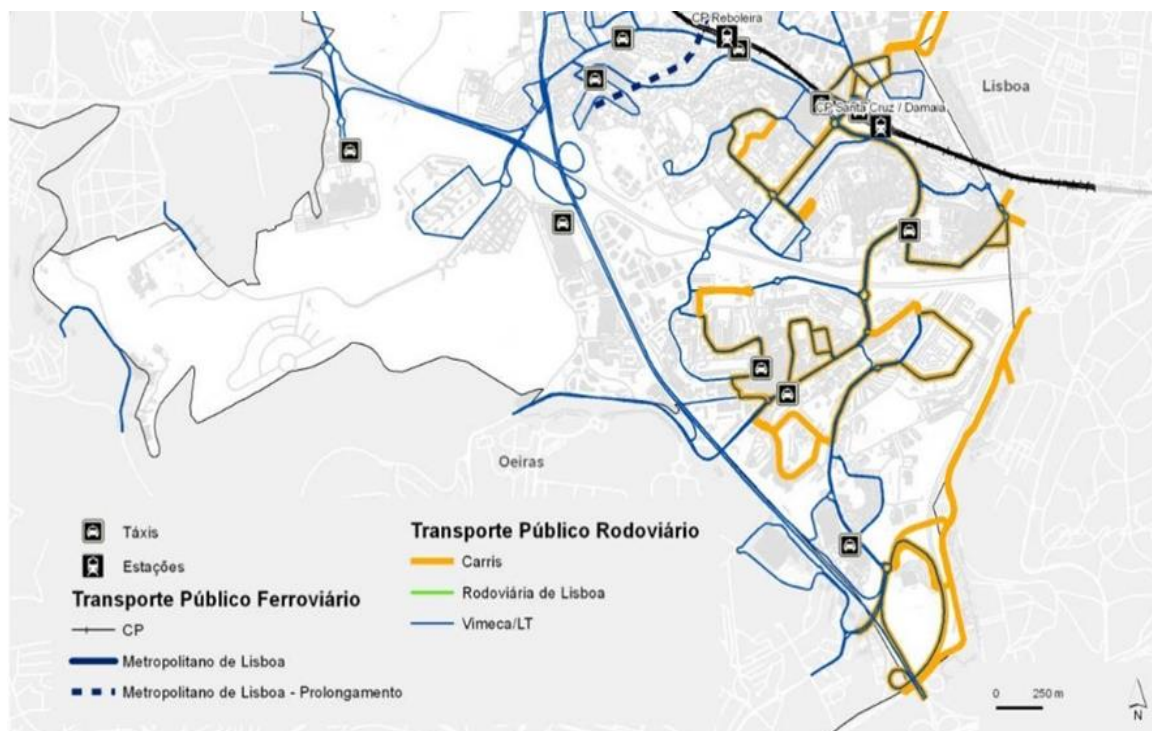 CP Reboleira
Lisboa
CP Santa Cruz / Damaia
Oeiras
Táxis
Estações
Transporte Público Ferroviário
CP
Metropolitano de Lisboa
Metropolitano de Lisboa - Prolongamento
Transporte Público Rodoviário
Carris
Rodoviária de Lisboa
Vimeca/LT
0 250 m
N